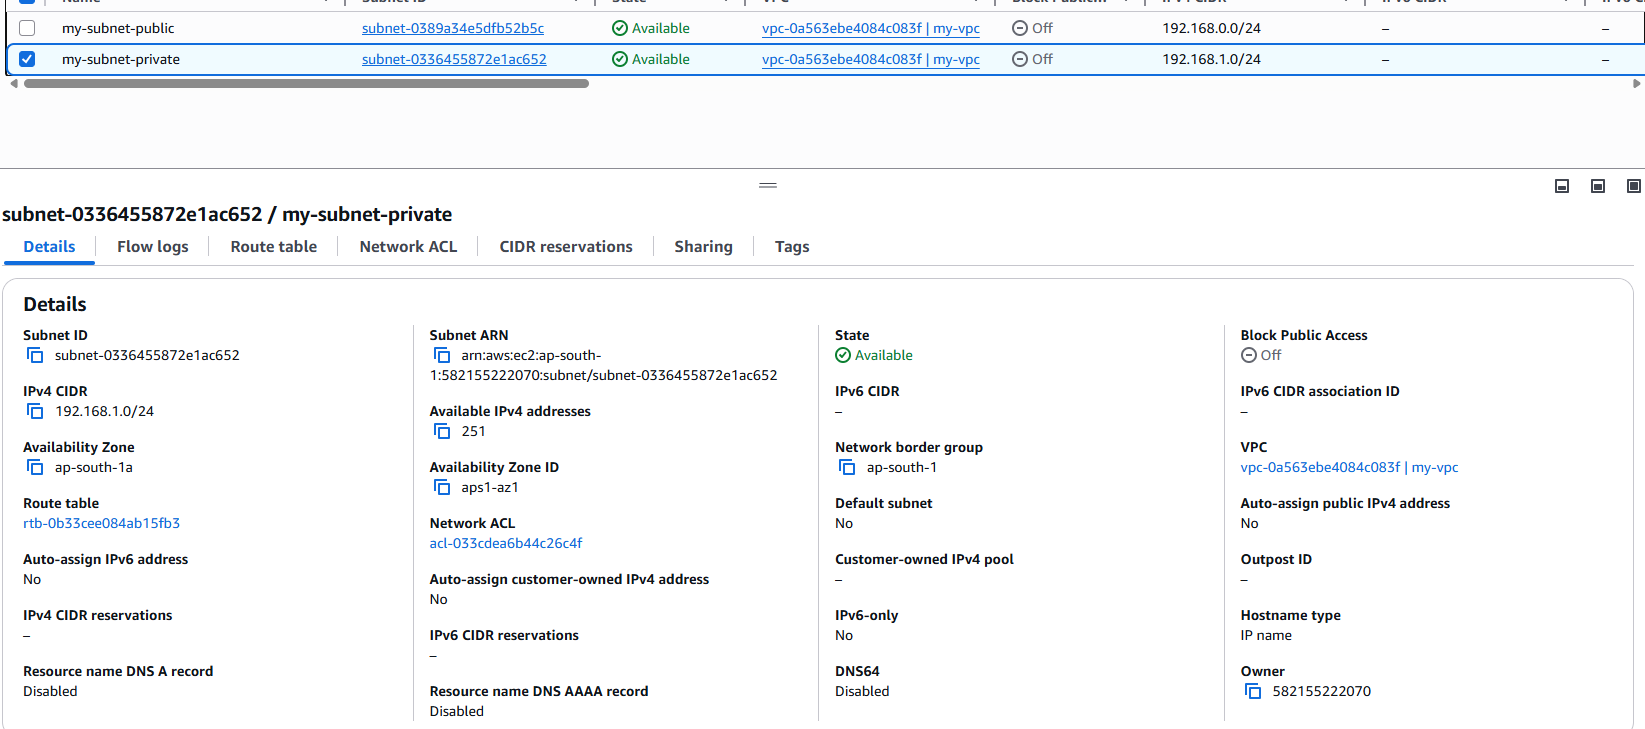 Name Subnet ID State VPC Block Public... IPv4 CIDR IPv6 CIDR
my-subnet-public subnet-0389a34e5dfb52b5c Available vpc-0a563ebe4084c083f | my-vpc Off 192.168.0.0/24 – –
my-subnet-private subnet-0336455872e1ac652 Available vpc-0a563ebe4084c083f | my-vpc Off 192.168.1.0/24 – –
subnet-0336455872e1ac652 / my-subnet-private
Details Flow logs Route table Network ACL CIDR reservations Sharing Tags
Details
Subnet ID
subnet-0336455872e1ac652
IPv4 CIDR
192.168.1.0/24
Availability Zone
ap-south-1a
Route table
rtb-0b33cee084ab15fb3
Auto-assign IPv6 address
No
IPv4 CIDR reservations
–
Resource name DNS A record
Disabled
Subnet ARN
arn:aws:ec2:ap-south-
1:582155222070:subnet/subnet-0336455872e1ac652
Available IPv4 addresses
251
Availability Zone ID
aps1-az1
Network ACL
acl-033cdea6b44c26c4f
Auto-assign customer-owned IPv4 address
No
IPv6 CIDR reservations
–
Resource name DNS AAAA record
Disabled
State
Available
IPv6 CIDR
–
Network border group
ap-south-1
Default subnet
No
Customer-owned IPv4 pool
–
IPv6-only
No
DNS64
Disabled
Block Public Access
Off
IPv6 CIDR association ID
–
VPC
vpc-0a563ebe4084c083f | my-vpc
Auto-assign public IPv4 address
No
Outpost ID
–
Hostname type
IP name
Owner
582155222070